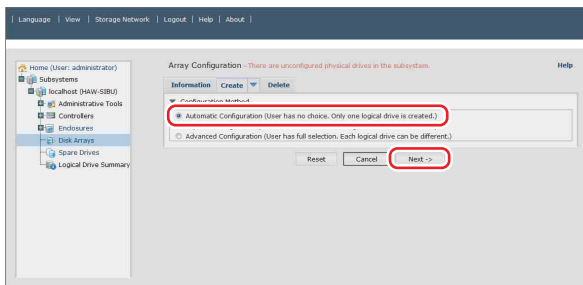 | Language | View | Storage Network | Logout | Help | About |
Home (User: administrator)
Subsystems
localhost (HAW-SIBU)
Administrative Tools
Controllers
Enclosures
Disk Arrays
Spare Drives
Logical Drive Summary
Array Configuration - There are unconfigured physical drives in the subsystem.
Help
Information Create Delete
Configuration Method
Automatic Configuration (User has no choice. Only one logical drive is created.)
Advanced Configuration (User has full selection. Each logical drive can be different.)
Reset Cancel Next ->